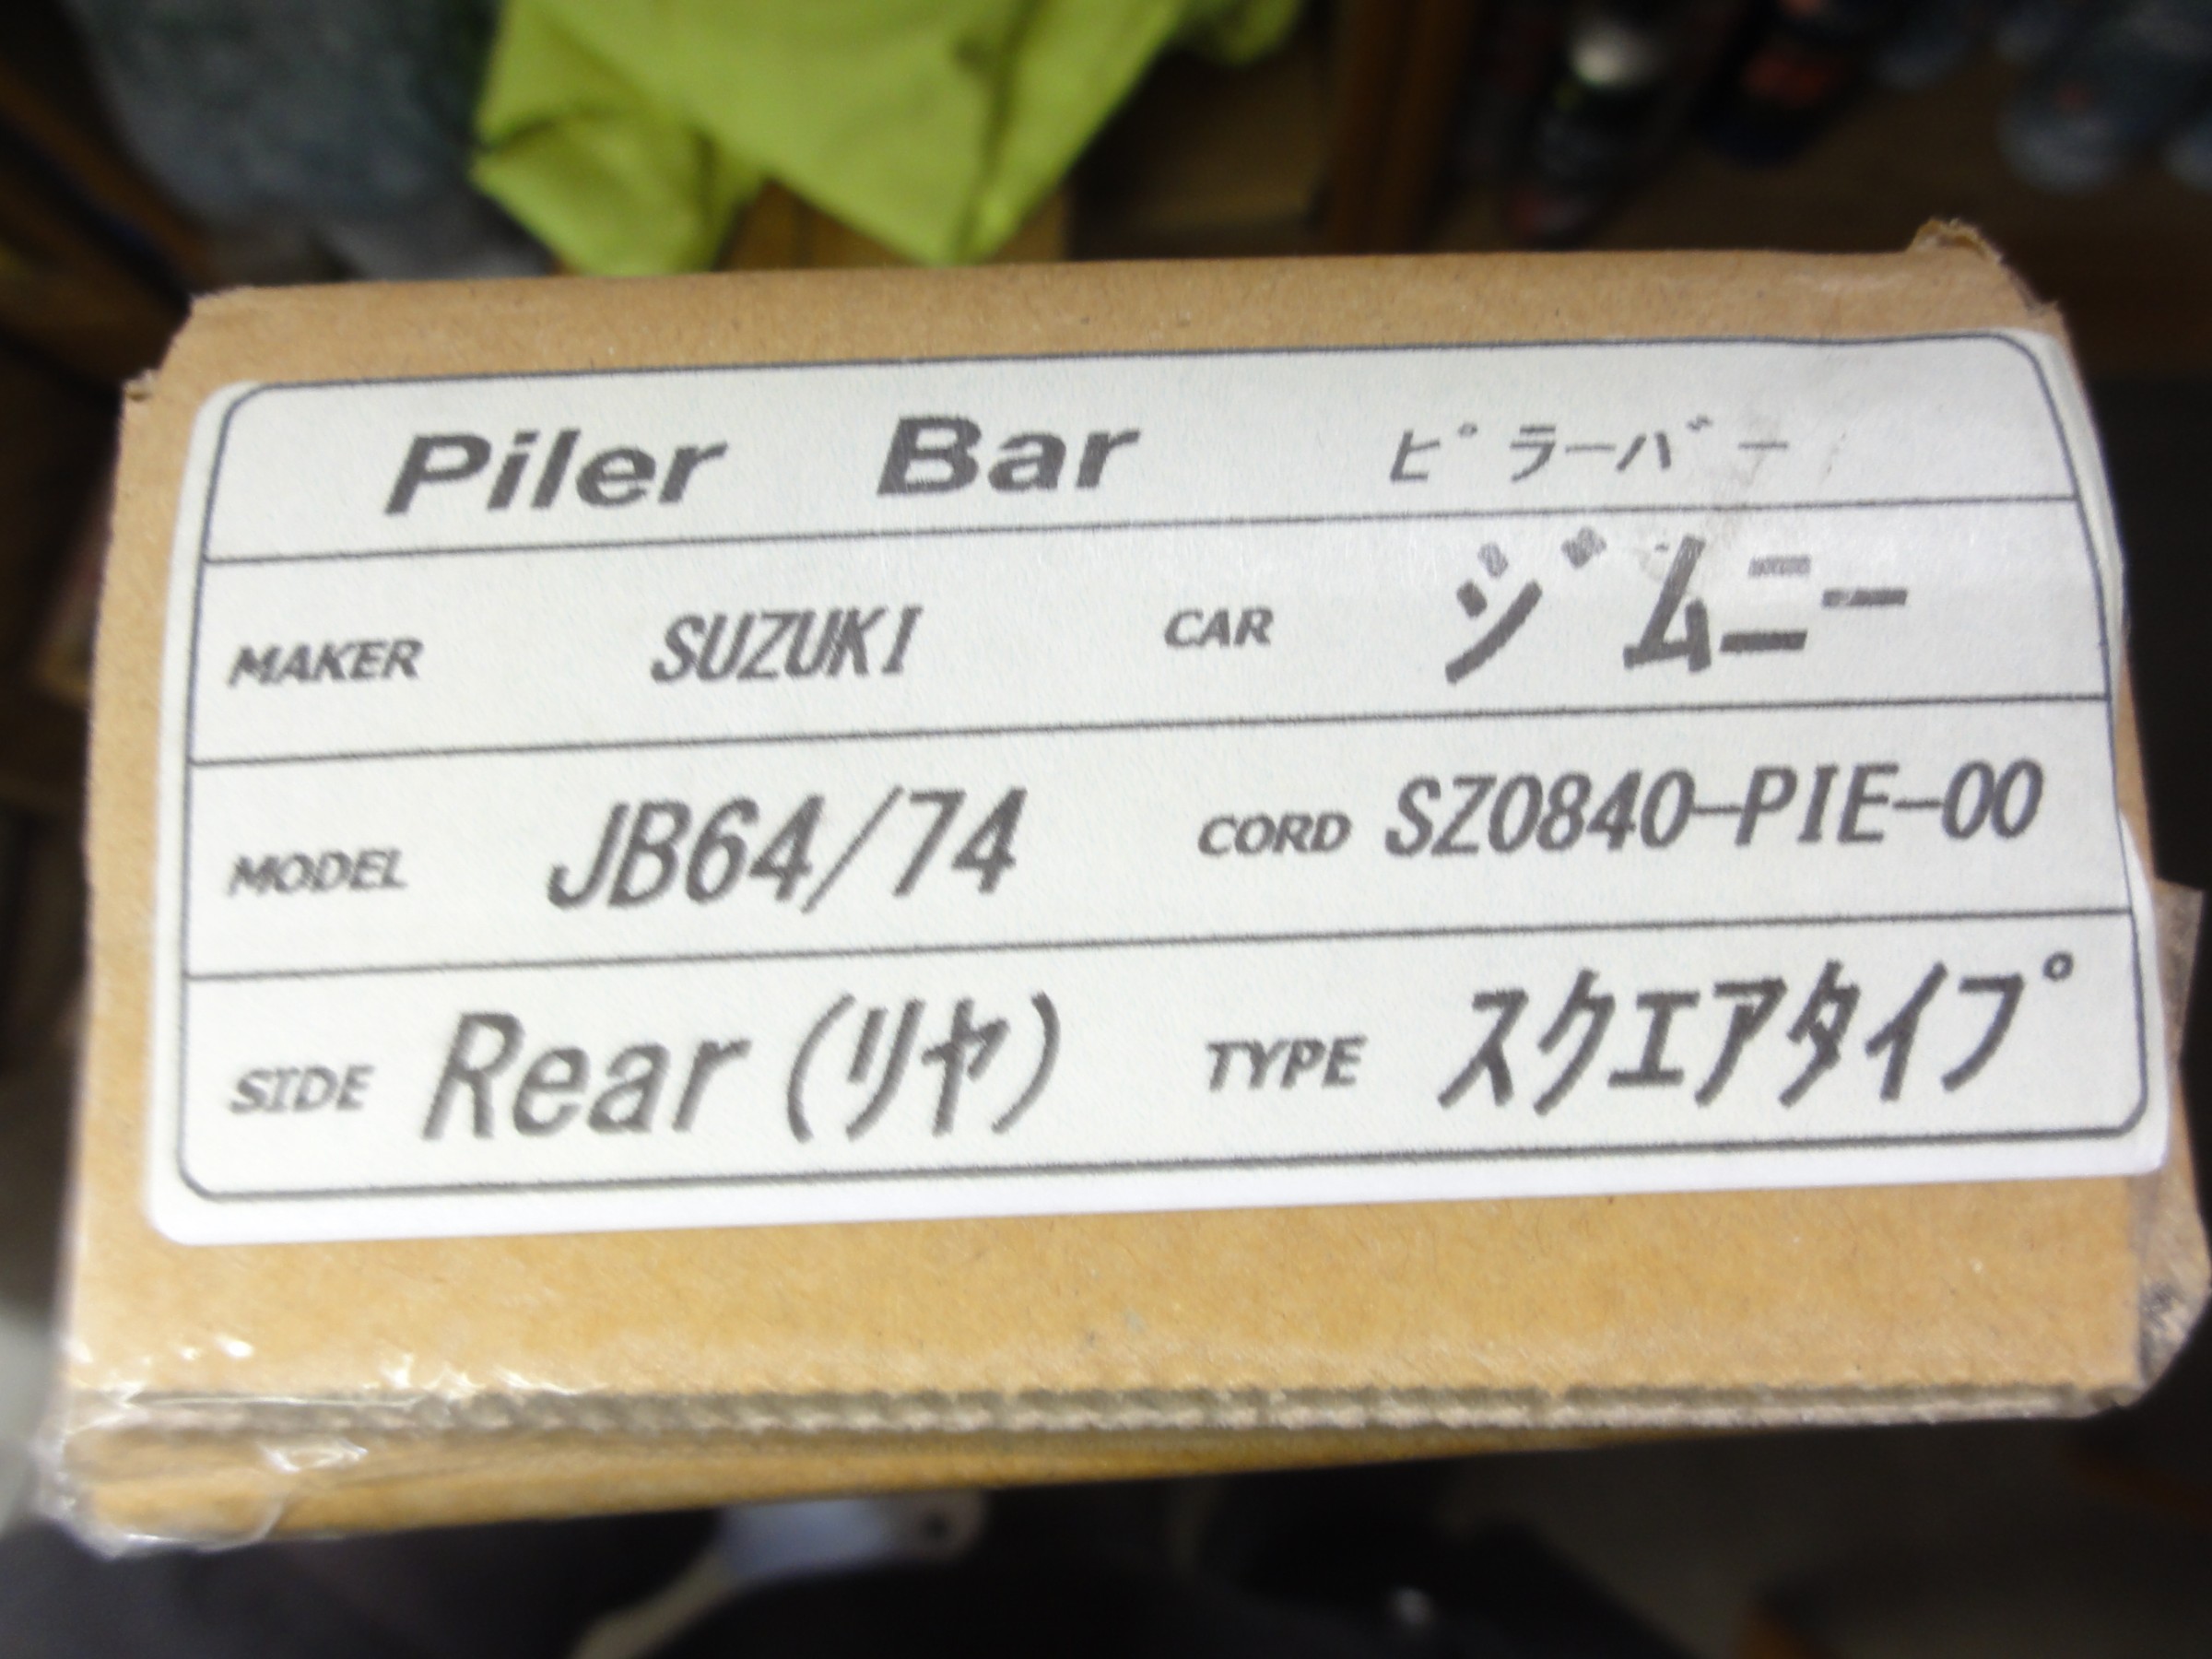 Piler Bar ﾋﾟﾗｰﾊﾞｰ
MAKER SUZUKI CAR ｼﾞﾑﾆｰ
MODEL JB64/74 CORD SZ0840-PIE-00
SIDE Rear(ﾘﾔ) TYPE ｽｸｴｱﾀｲﾌﾟ